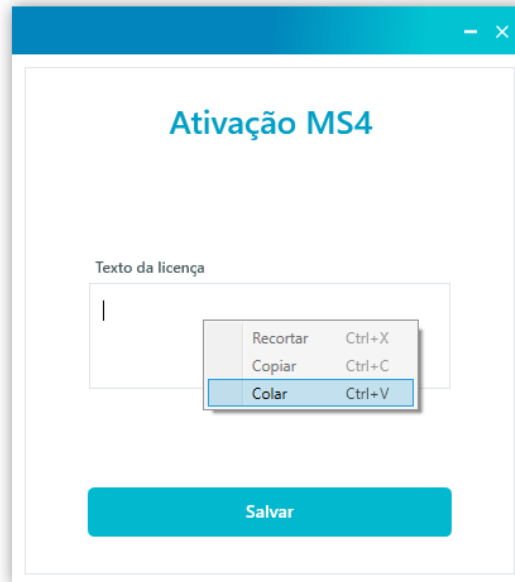 Ativação MS4
Texto da licença
Recortar Ctrl+X
Copiar Ctrl+C
Colar Ctrl+V
Salvar